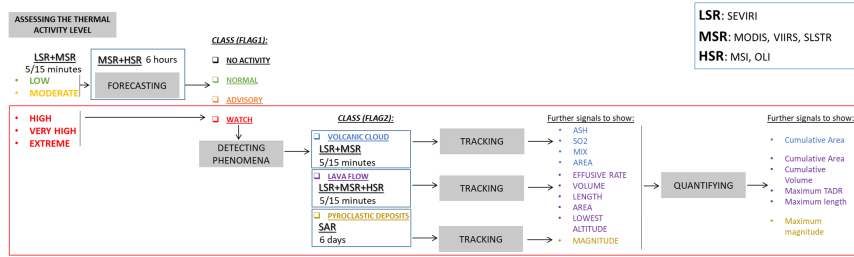 ASSESSING THE THERMAL
ACTIVITY LEVEL
LSR: SEVIRI
MSR: MODIS, VIIRS, SLSTR
HSR: MSI, OLI
LSR+MSR
5/15 minutes
LOW
MODERATE
MSR+HSR 6 hours
FORECASTING
CLASS (FLAG1):
NO ACTIVITY
NORMAL
ADVISORY
WATCH
HIGH
VERY HIGH
EXTREME
DETECTING
PHENOMENA
CLASS (FLAG2):
VOLCANIC CLOUD
LSR+MSR
5/15 minutes
LAVA FLOW
LSR+MSR+HSR
5/15 minutes
PYROCLASTIC DEPOSITS
SAR
6 days
TRACKING
TRACKING
TRACKING
Further signals to show:
ASH
SO2
MIX
AREA
EFFUSIVE RATE
VOLUME
LENGTH
AREA
LOWEST
ALTITUDE
MAGNITUDE
QUANTIFYING
Further signals to show:
Cumulative Area
Cumulative Area
Cumulative
Volume
Maximum TADR
Maximum length
Maximum
magnitude